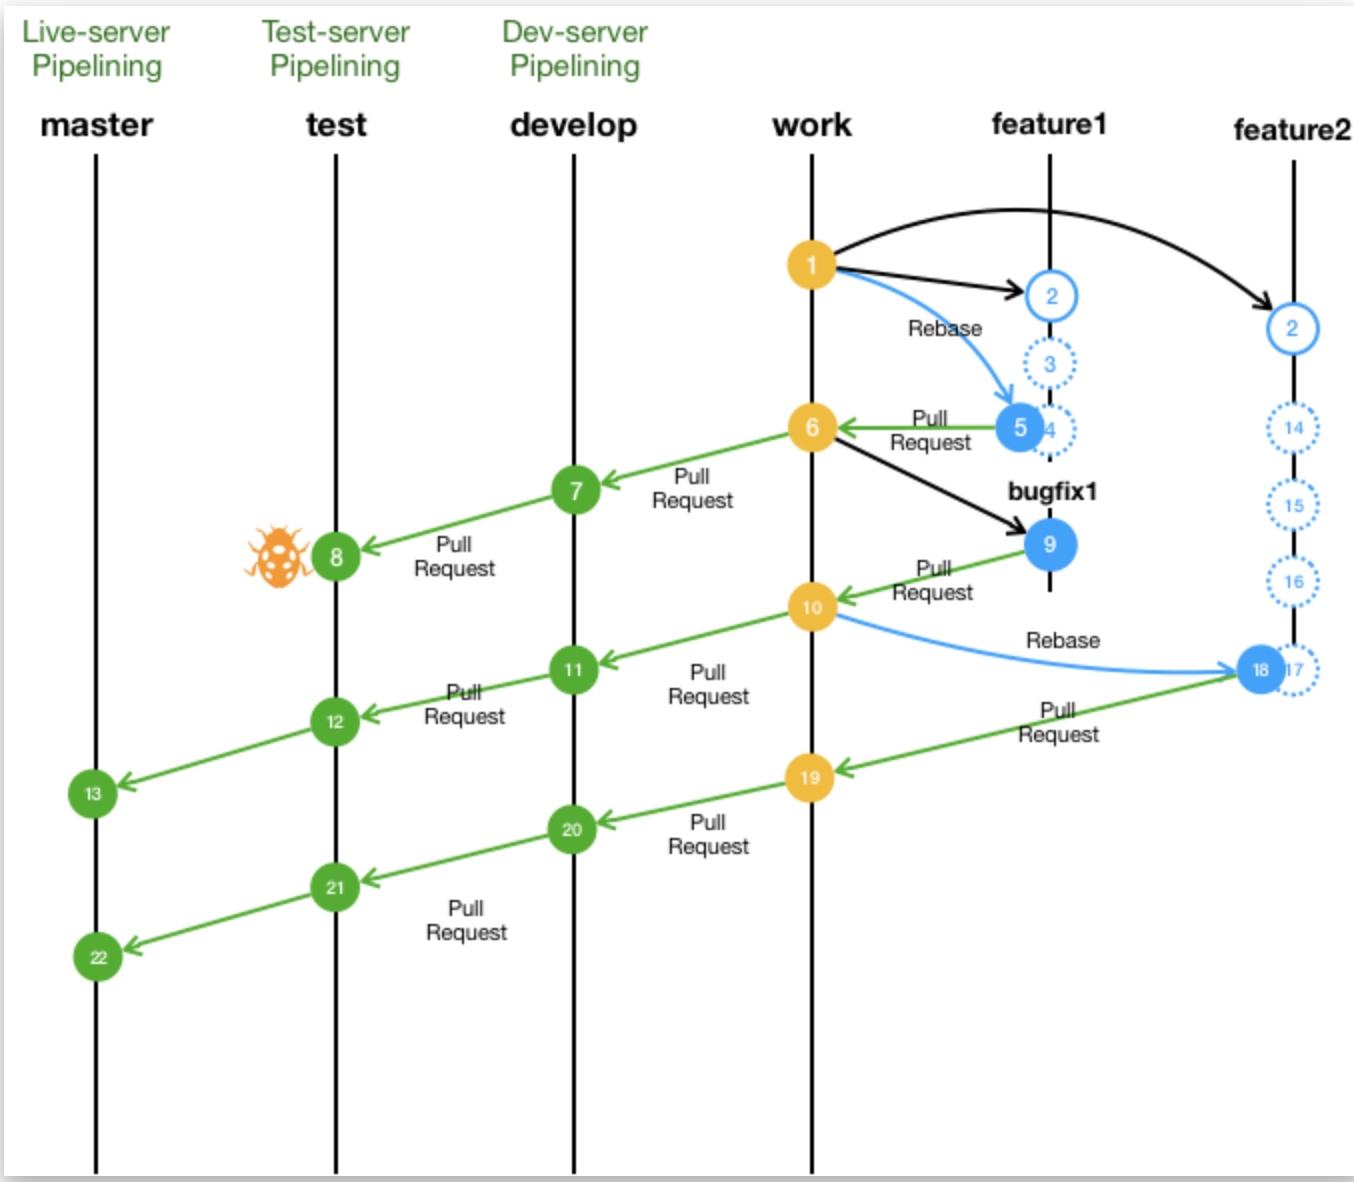 Live-server
Pipelining
Test-server
Pipelining
Dev-server
Pipelining
master
test
develop
work
feature1
feature2
1
2
2
Rebase
3
6
Pull
Request
5
4
14
7
Pull
Request
bugfix1
15
8
Pull
Request
9
Pull
Request
16
10
Rebase
11
Pull
Request
18
17
12
Pull
Request
Pull
Request
13
19
20
Pull
Request
21
Pull
Request
22